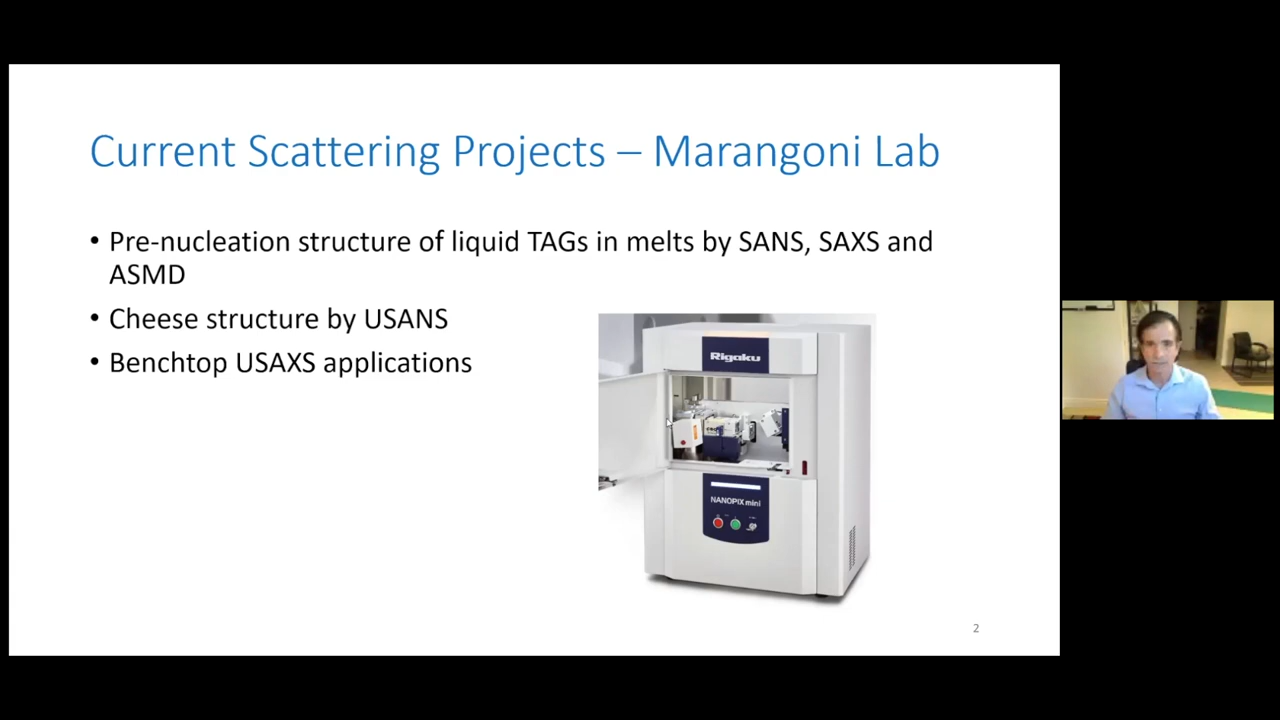 Current Scattering Projects – Marangoni Lab
• Pre-nucleation structure of liquid TAGs in melts by SANS, SAXS and
ASMD
• Cheese structure by USANS
• Benchtop USAXS applications
Rigaku
NANOPIX mini
2